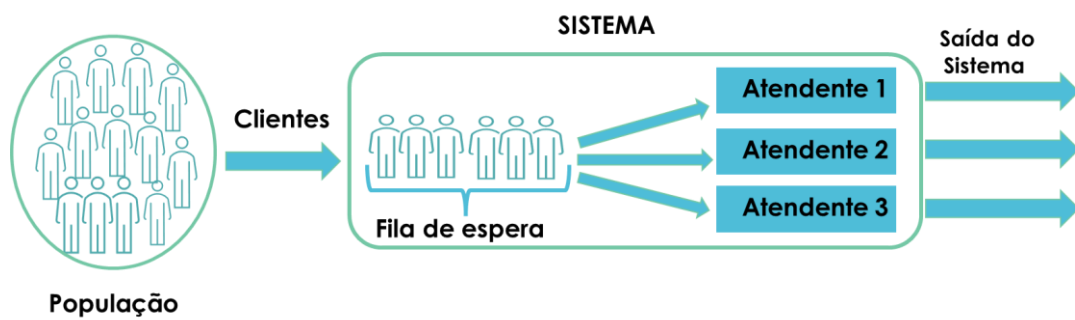 SISTEMA
Saída do
Sistema
Clientes
Atendente 1
Atendente 2
Atendente 3
Fila de espera
População